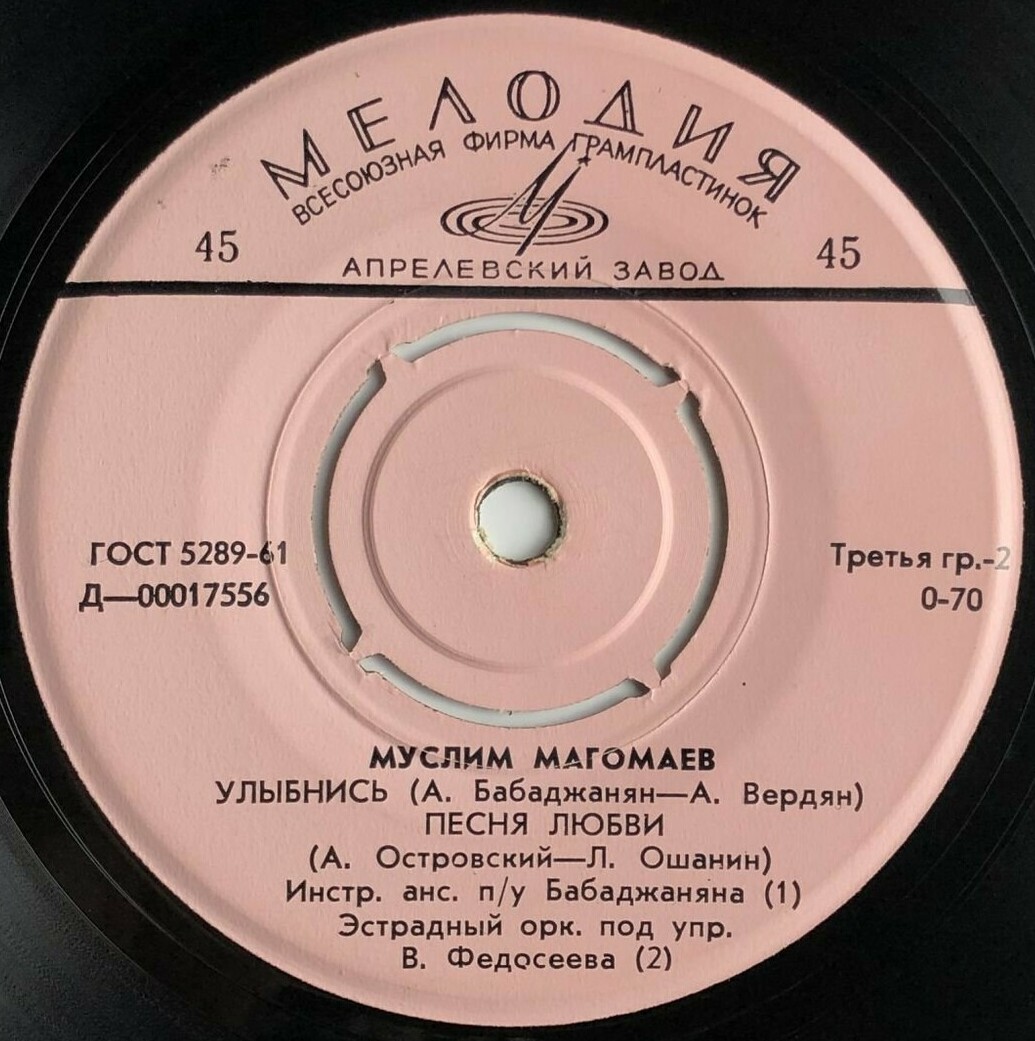 МЕЛОДИЯ
ВСЕСОЮЗНАЯ ФИРМА ГРАМПЛАСТИНОК
45
45
АПРЕЛЕВСКИЙ ЗАВОД
ГОСТ 5289-61
Д—00017556
Третья гр.-2
0-70
МУСЛИМ МАГОМАЕВ
УЛЫБНИСЬ (А. Бабаджанян—А. Вердян)
ПЕСНЯ ЛЮБВИ
(А. Островский—Л. Ошанин)
Инстр. анс. п/у Бабаджаняна (1)
Эстрадный орк. под упр.
В. Федосеева (2)